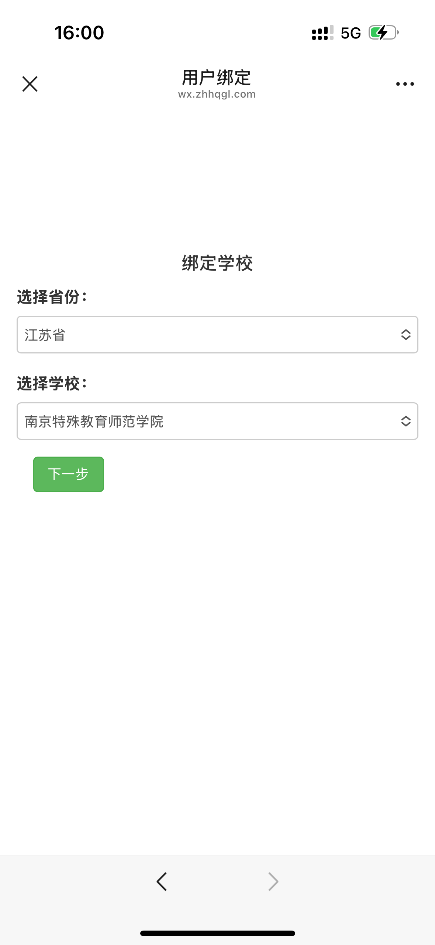 16:00
5G
用户绑定
wx.zhhqgl.com
绑定学校
选择省份：
江苏省
选择学校：
南京特殊教育师范学院
下一步